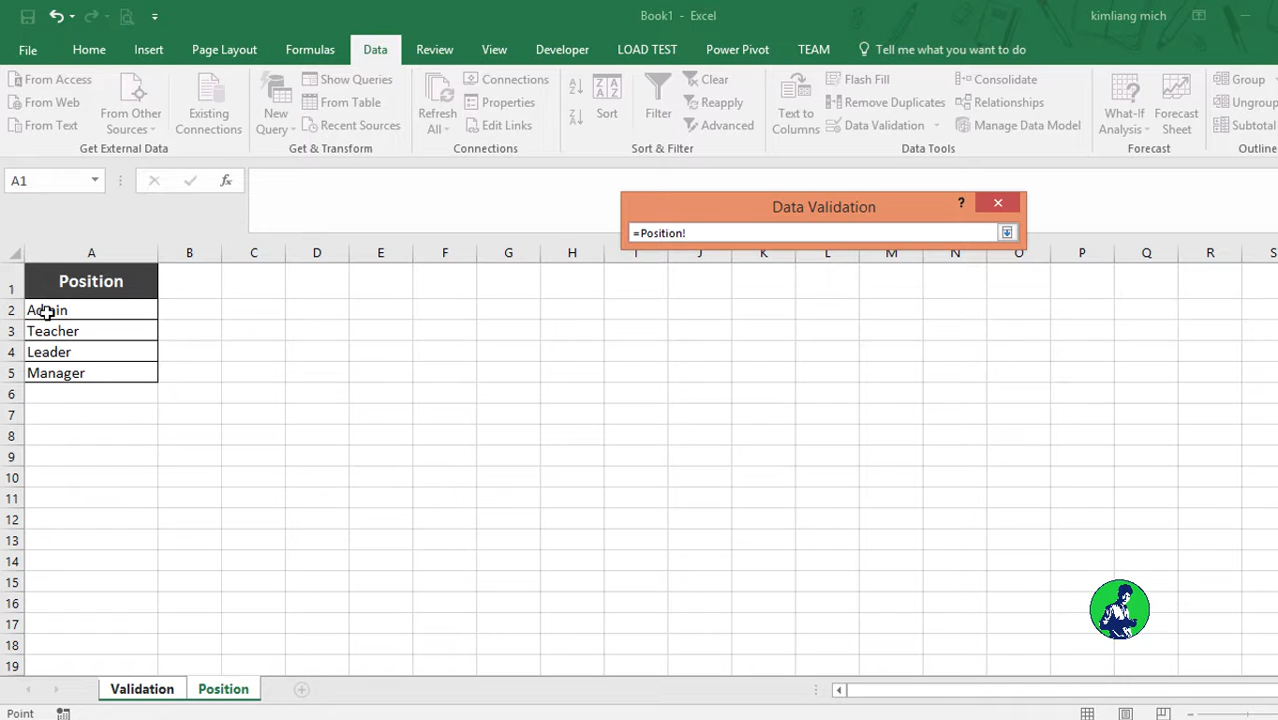 Book1 - Excel
kimliang mich
File Home Insert Page Layout Formulas Data Review View Developer LOAD TEST Power Pivot TEAM Tell me what you want to do
From Access
From Web
From Text
From Other Sources
Existing Connections
Get External Data
New Query
Show Queries
From Table
Recent Sources
Get & Transform
Refresh All
Connections
Properties
Edit Links
Connections
Sort
Filter
Clear
Reapply
Advanced
Sort & Filter
Text to Columns
Flash Fill
Remove Duplicates
Data Validation
Consolidate
Relationships
Manage Data Model
Data Tools
What-If Analysis
Forecast Sheet
Forecast
Group
Ungroup
Subtotal
Outline
A1
fx
Data Validation
?
=Position!
A B C D E F G H I J K L M N O P Q R S
1 Position
2 Admin
3 Teacher
4 Leader
5 Manager
6
7
8
9
10
11
12
13
14
15
16
17
18
19
Validation Position
Point